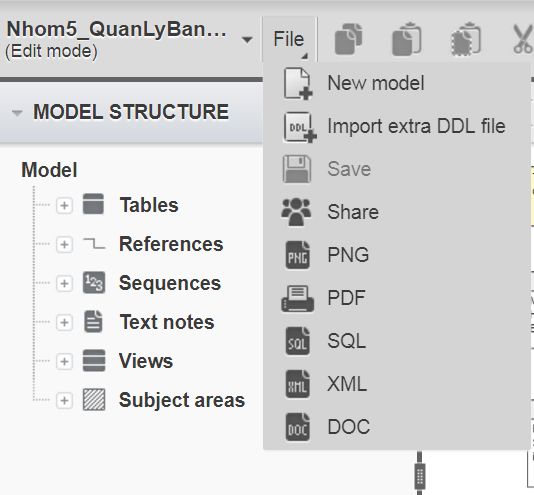 Nhom5_QuanLyBan...
(Edit mode)
File
MODEL STRUCTURE
Model
Tables
References
Sequences
Text notes
Views
Subject areas
New model
Import extra DDL file
Save
Share
PNG
PDF
SQL
XML
DOC